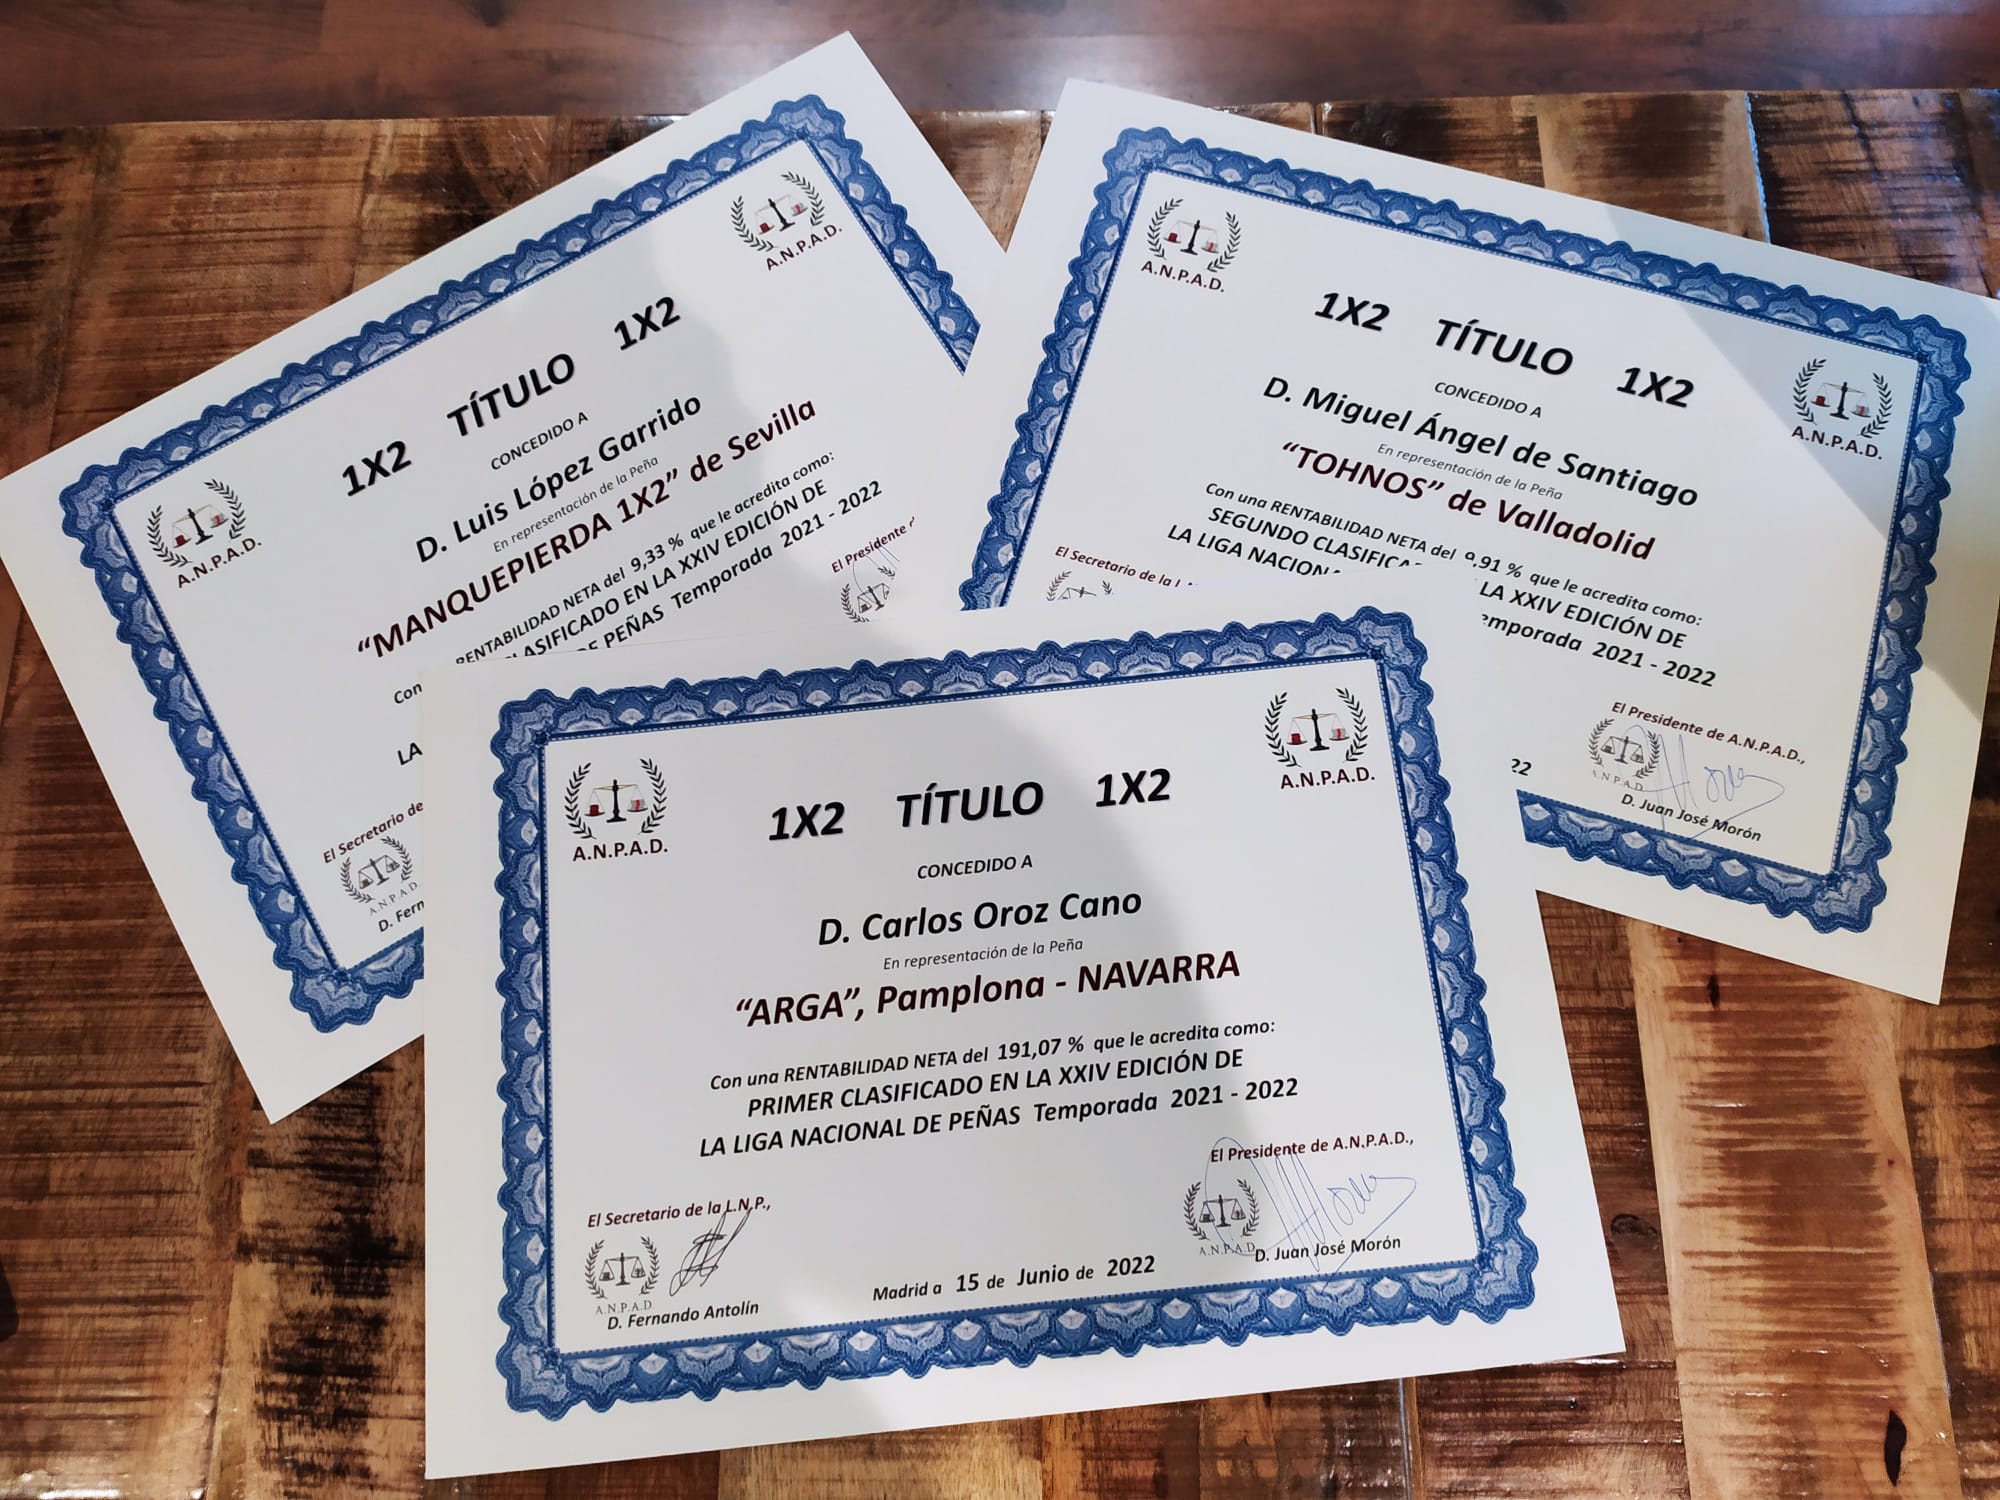 A.N.P.A.D.
A.N.P.A.D.
1X2 TÍTULO 1X2
CONCEDIDO A
D. Luis López Garrido
En representación de la Peña
"MANQUEPIERDA 1X2" de Sevilla
Con RENTABILIDAD NETA del 9,33 % que le acredita como:
CLASIFICADO EN LA XXIV EDICIÓN DE
LA DE PEÑAS Temporada 2021 - 2022
El Secretario de
El Presidente
A.N.P.A.D.
D. Fern
A.N.P.A.D.
A.N.P.A.D.
1X2 TÍTULO 1X2
CONCEDIDO A
D. Miguel Ángel de Santiago
En representación de la Peña
"TOHNOS" de Valladolid
Con una RENTABILIDAD NETA del 9,91 % que le acredita como:
SEGUNDO CLASIFICA LA XXIV EDICIÓN DE
LA LIGA NACION emporada 2021 - 2022
El Secretario de la
El Presidente de A.N.P.A.D.,
A.N.P.A.D
22
D. Juan José Morón
A.N.P.A.D.
A.N.P.A.D.
1X2 TÍTULO 1X2
CONCEDIDO A
D. Carlos Oroz Cano
En representación de la Peña
"ARGA", Pamplona - NAVARRA
Con una RENTABILIDAD NETA del 191,07 % que le acredita como:
PRIMER CLASIFICADO EN LA XXIV EDICIÓN DE
LA LIGA NACIONAL DE PEÑAS Temporada 2021 - 2022
El Secretario de la L.N.P.,
El Presidente de A.N.P.A.D.,
A.N.P.A.D
A.N.P.A.D
D. Fernando Antolín
Madrid a 15 de Junio de 2022
D. Juan José Morón